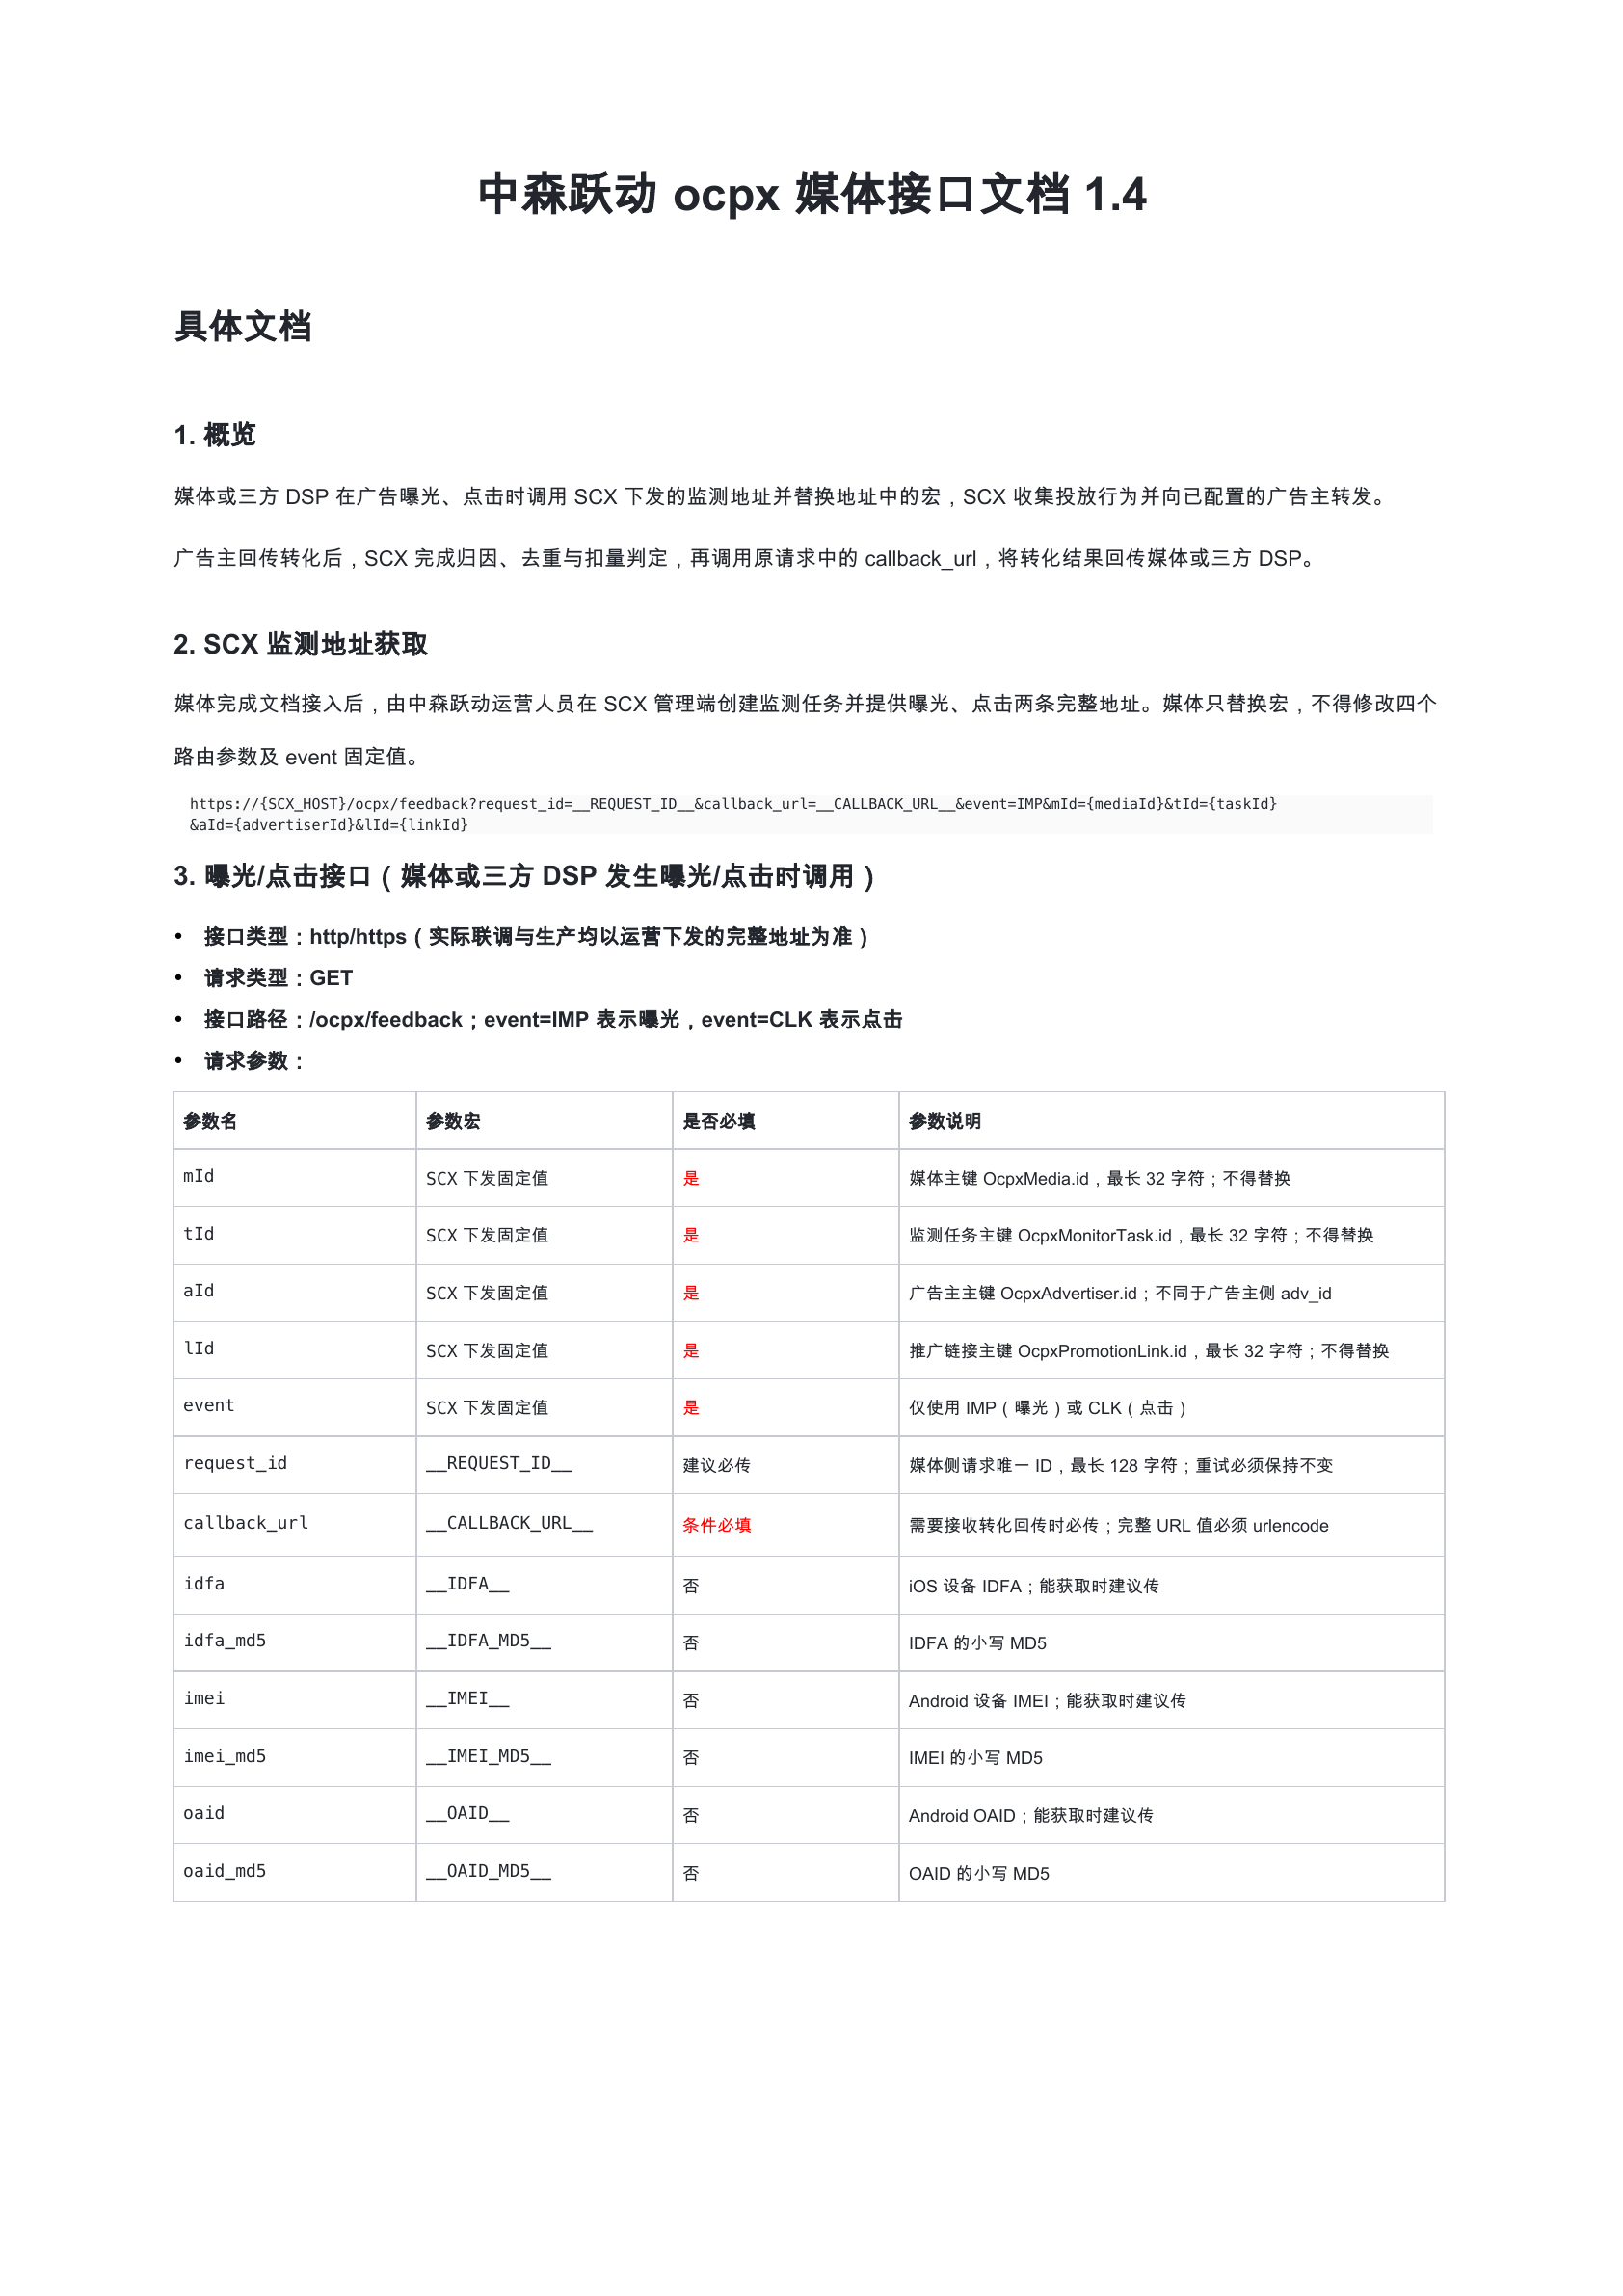 中森跃动 ocpx 媒体接口文档 1.4
具体文档
1. 概览
媒体或三方 DSP 在广告曝光、点击时调用 SCX 下发的监测地址并替换地址中的宏，SCX 收集投放行为并向已配置的广告主转发。
广告主回传转化后，SCX 完成归因、去重与扣量判定，再调用原请求中的 callback_url，将转化结果回传媒体或三方 DSP。
2. SCX 监测地址获取
媒体完成文档接入后，由中森跃动运营人员在 SCX 管理端创建监测任务并提供曝光、点击两条完整地址。媒体只替换宏，不得修改四个
路由参数及 event 固定值。
https://{SCX_HOST}/ocpx/feedback?request_id=__REQUEST_ID__&callback_url=__CALLBACK_URL__&event=IMP&mId={mediaId}&tId={taskId}
&aId={advertiserId}&lId={linkId}
3. 曝光/点击接口（媒体或三方 DSP 发生曝光/点击时调用）
• 接口类型：http/https（实际联调与生产均以运营下发的完整地址为准）
• 请求类型：GET
• 接口路径：/ocpx/feedback；event=IMP 表示曝光，event=CLK 表示点击
• 请求参数：
参数名 参数宏 是否必填 参数说明
mId SCX 下发固定值 是 媒体主键 OcpxMedia.id，最长 32 字符；不得替换
tId SCX 下发固定值 是 监测任务主键 OcpxMonitorTask.id，最长 32 字符；不得替换
aId SCX 下发固定值 是 广告主主键 OcpxAdvertiser.id；不同于广告主侧 adv_id
lId SCX 下发固定值 是 推广链接主键 OcpxPromotionLink.id，最长 32 字符；不得替换
event SCX 下发固定值 是 仅使用 IMP（曝光）或 CLK（点击）
request_id __REQUEST_ID__ 建议必传 媒体侧请求唯一 ID，最长 128 字符；重试必须保持不变
callback_url __CALLBACK_URL__ 条件必填 需要接收转化回传时必传；完整 URL 值必须 urlencode
idfa __IDFA__ 否 iOS 设备 IDFA；能获取时建议传
idfa_md5 __IDFA_MD5__ 否 IDFA 的小写 MD5
imei __IMEI__ 否 Android 设备 IMEI；能获取时建议传
imei_md5 __IMEI_MD5__ 否 IMEI 的小写 MD5
oaid __OAID__ 否 Android OAID；能获取时建议传
oaid_md5 __OAID_MD5__ 否 OAID 的小写 MD5